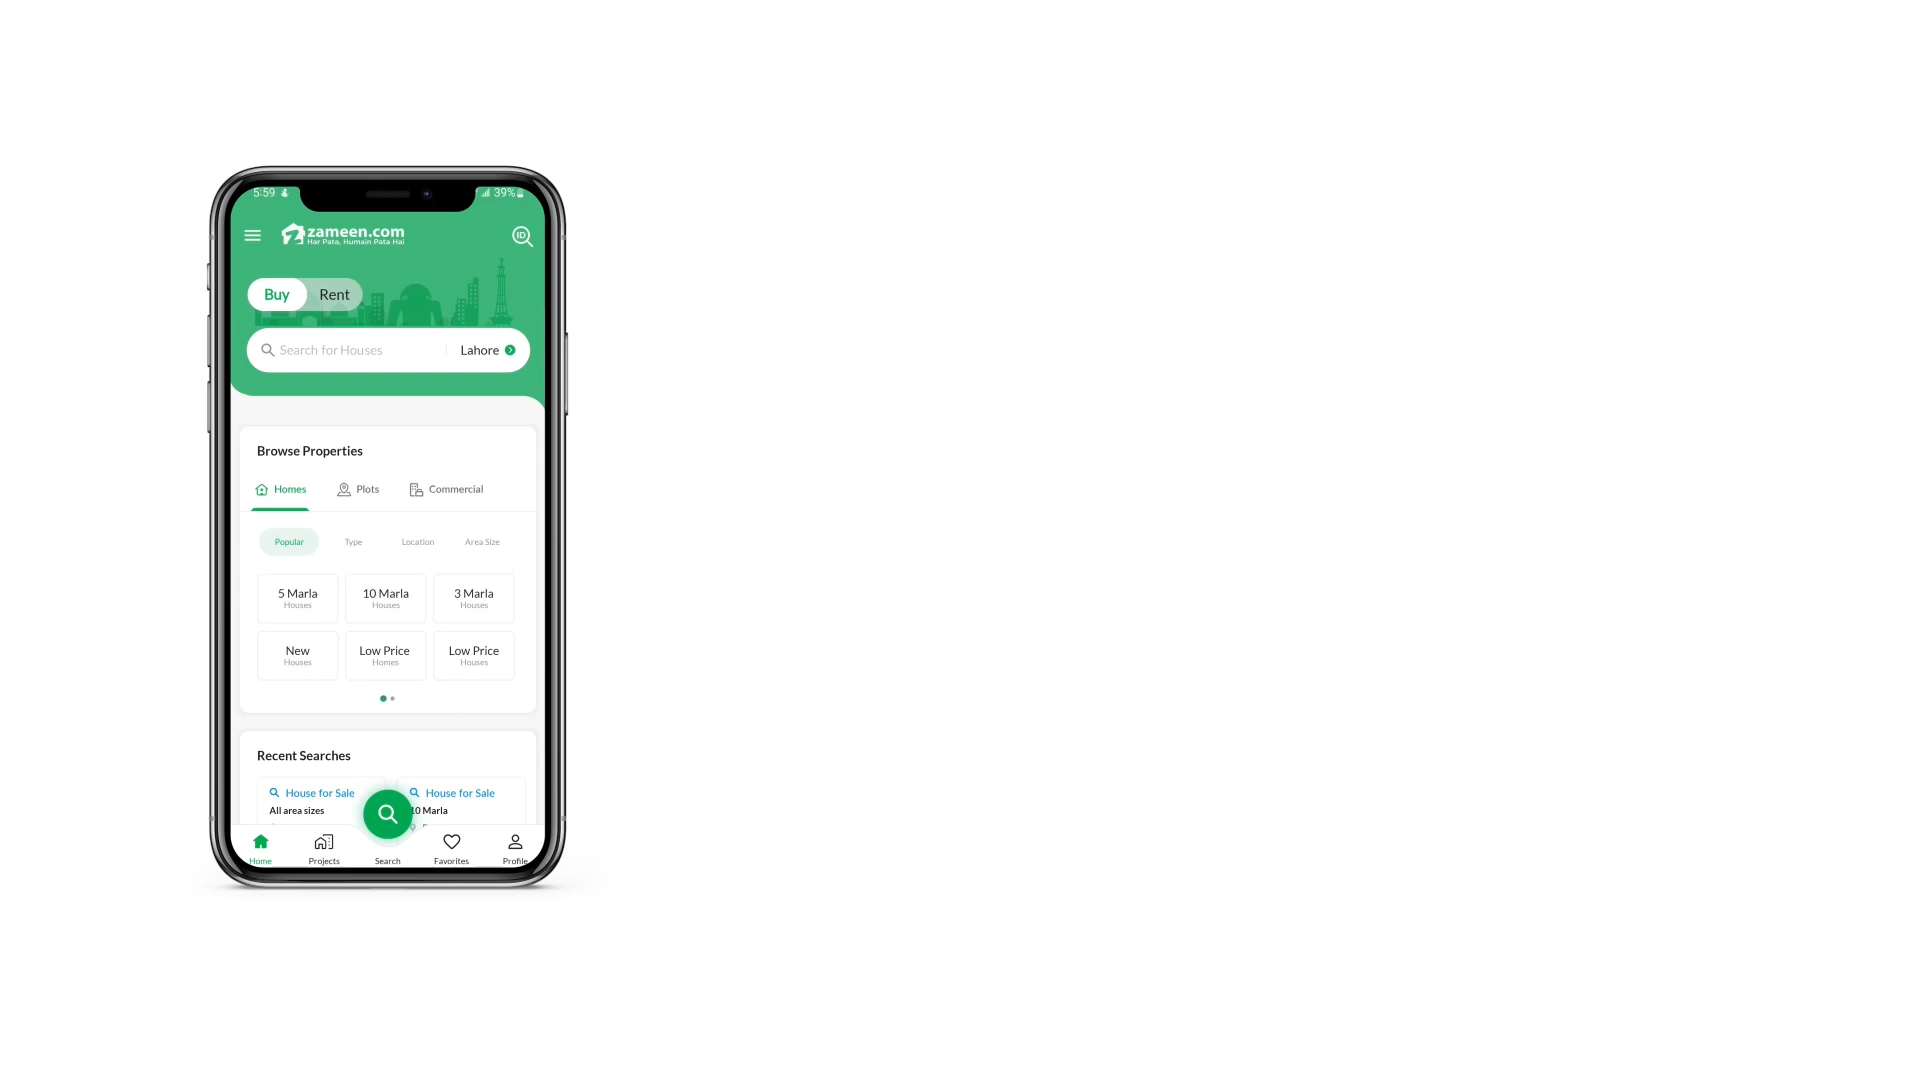 5:59
39%
zameen.com
Har Pata, Humain Pata Hai
ID
Buy Rent
Search for Houses Lahore
Browse Properties
Homes Plots Commercial
Popular Type Location Area Size
5 Marla 10 Marla 3 Marla
Houses Houses Houses
New Low Price Low Price
Houses Homes Houses
Recent Searches
House for Sale House for Sale
All area sizes 10 Marla
Home Projects Search Favorites Profile